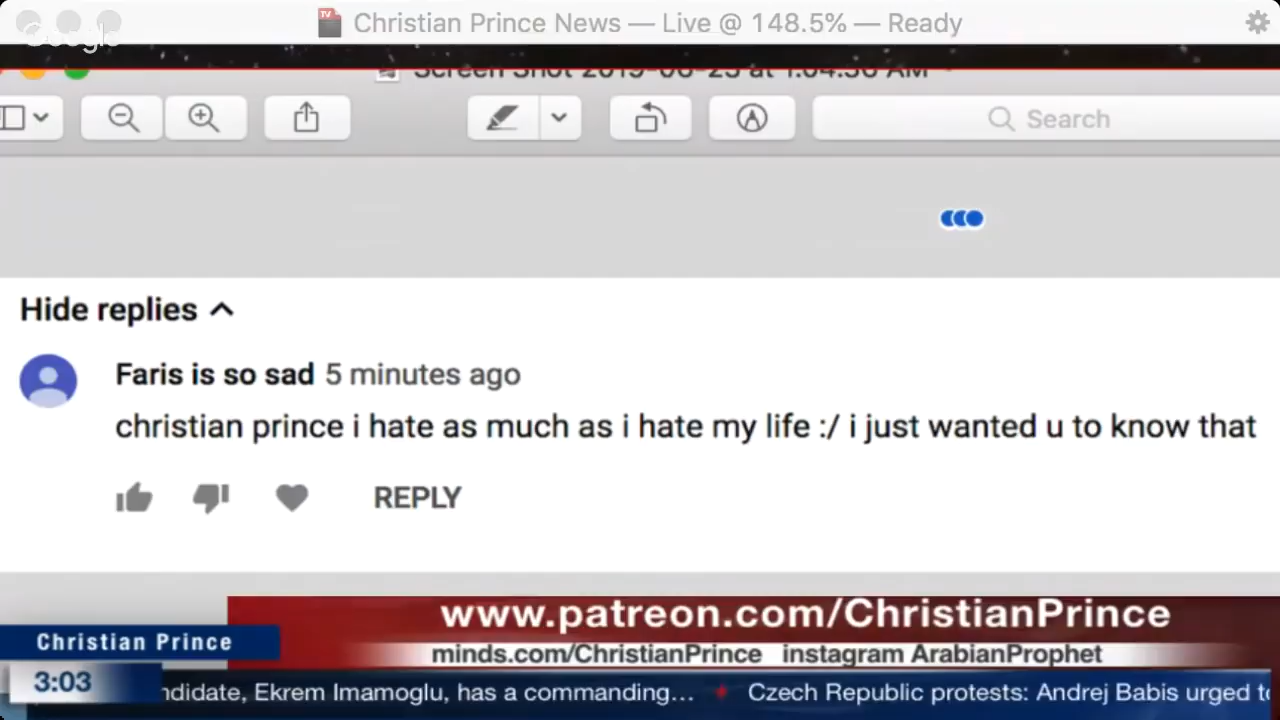 Christian Prince News — Live @ 148.5% — Ready
Google
Screen Shot 2019-06-23 at 1.04.36 AM
Search
Hide replies
Faris is so sad 5 minutes ago
christian prince i hate as much as i hate my life :/ i just wanted u to know that
REPLY
www.patreon.com/ChristianPrince
Christian Prince
minds.com/ChristianPrince instagram ArabianProphet
3:03
ndidate, Ekrem Imamoglu, has a commanding... Czech Republic protests: Andrej Babis urged to